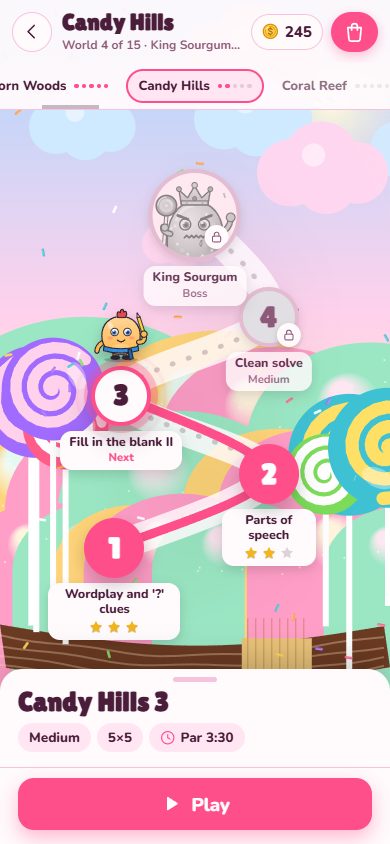 Candy Hills
World 4 of 15 · King Sourgum...
245
orn Woods
Candy Hills
Coral Reef
King Sourgum
Boss
4
Clean solve
Medium
3
Fill in the blank II
Next
2
Parts of
speech
1
Wordplay and '?'
clues
Candy Hills 3
Medium
5×5
Par 3:30
Play